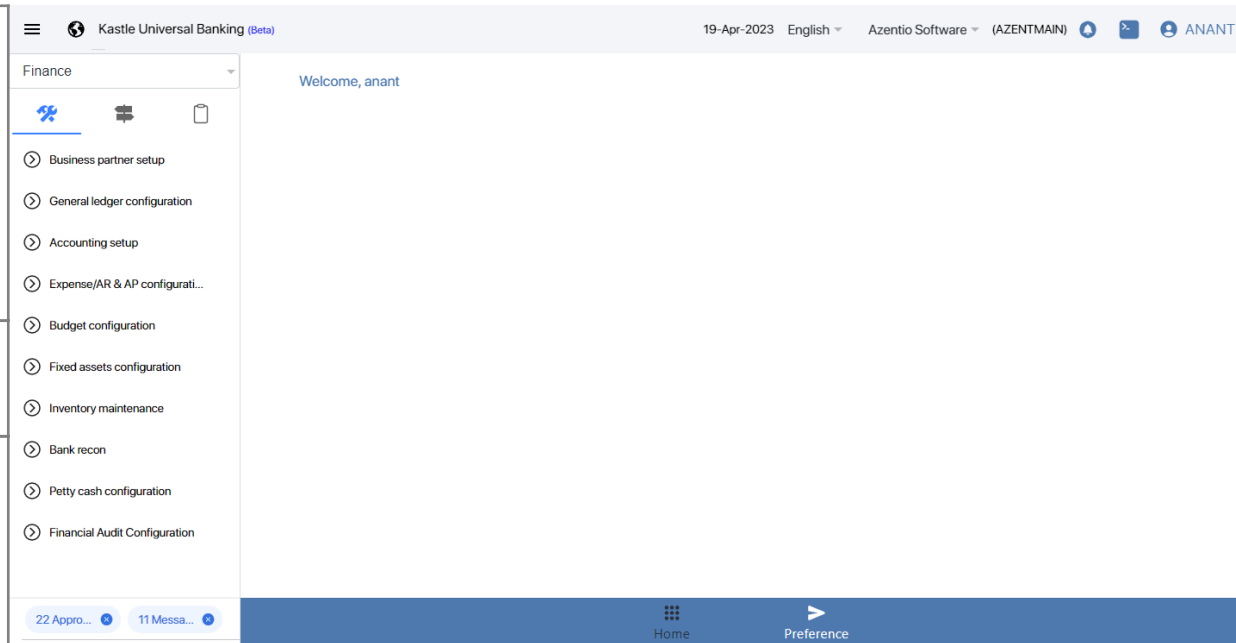 Kastle Universal Banking (Beta)
19-Apr-2023 English Azentio Software (AZENTMAIN) ANANT
Finance
Welcome, anant
Business partner setup
General ledger configuration
Accounting setup
Expense/AR & AP configurati...
Budget configuration
Fixed assets configuration
Inventory maintenance
Bank recon
Petty cash configuration
Financial Audit Configuration
22 Appro... 11 Messa...
Home Preference